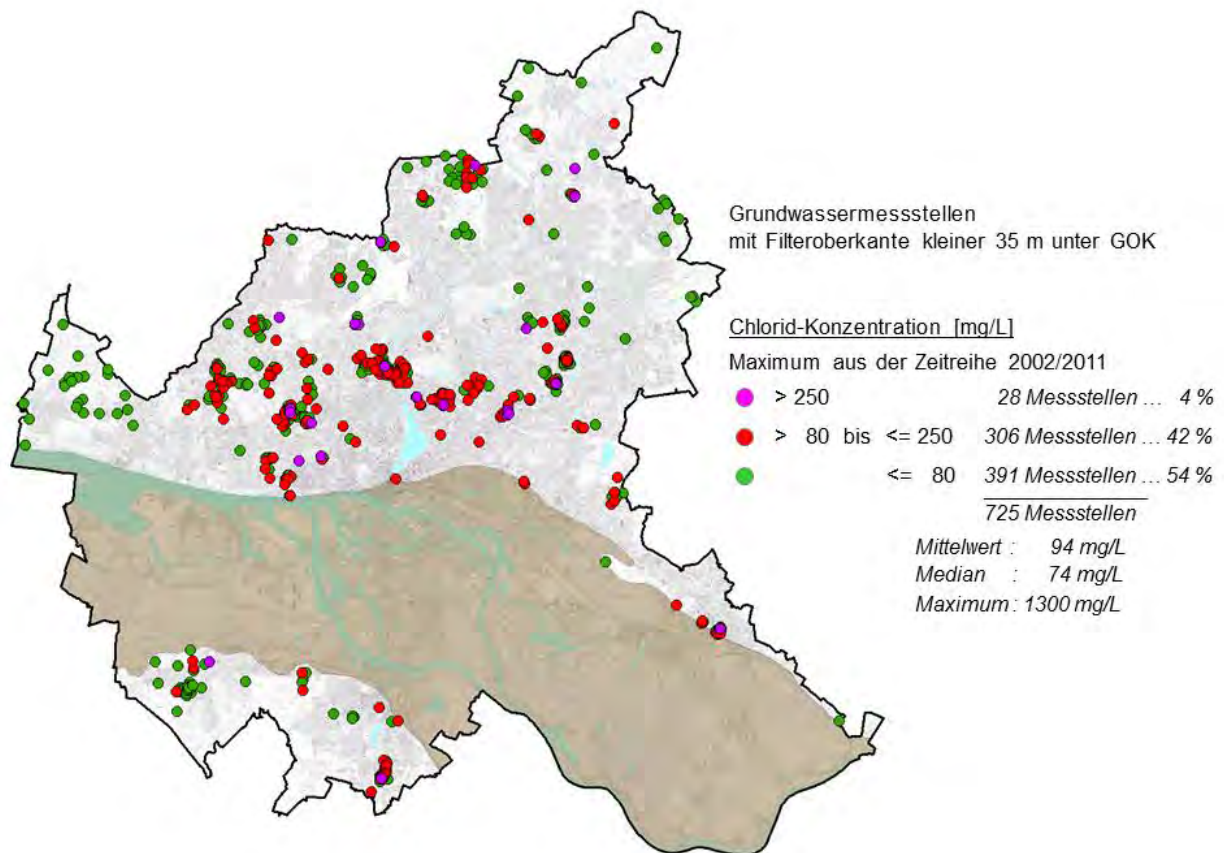 Grundwassermessstellen
mit Filteroberkante kleiner 35 m unter GOK
Chlorid-Konzentration [mg/L]
Maximum aus der Zeitreihe 2002/2011
> 250 28 Messstellen ... 4 %
> 80 bis <= 250 306 Messstellen ... 42 %
<= 80 391 Messstellen ... 54 %
725 Messstellen
Mittelwert : 94 mg/L
Median : 74 mg/L
Maximum : 1300 mg/L